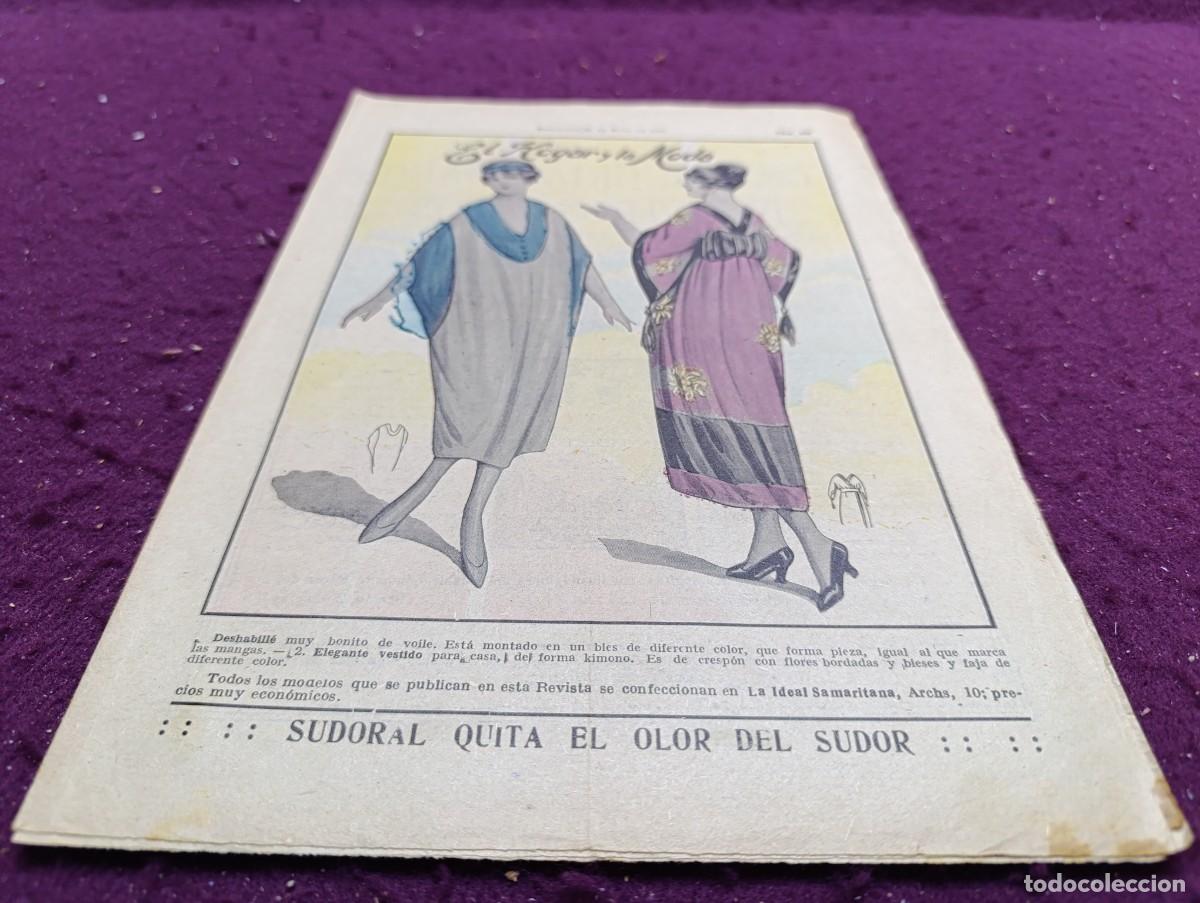 El Hogar y la Moda
1. Deshabillé muy bonito de voile. Está montado en un bies de diferente color, que forma pieza, igual al que marca
las mangas. — 2. Elegante vestido para casa, de forma kimono. Es de crespón con flores bordadas y bieses y faja de
diferente color.
Todos los modelos que se publican en esta Revista se confeccionan en La Ideal Samaritana, Archs, 10; pre-
cios muy económicos.
:: :: SUDORAL QUITA EL OLOR DEL SUDOR :: ::
todocoleccion